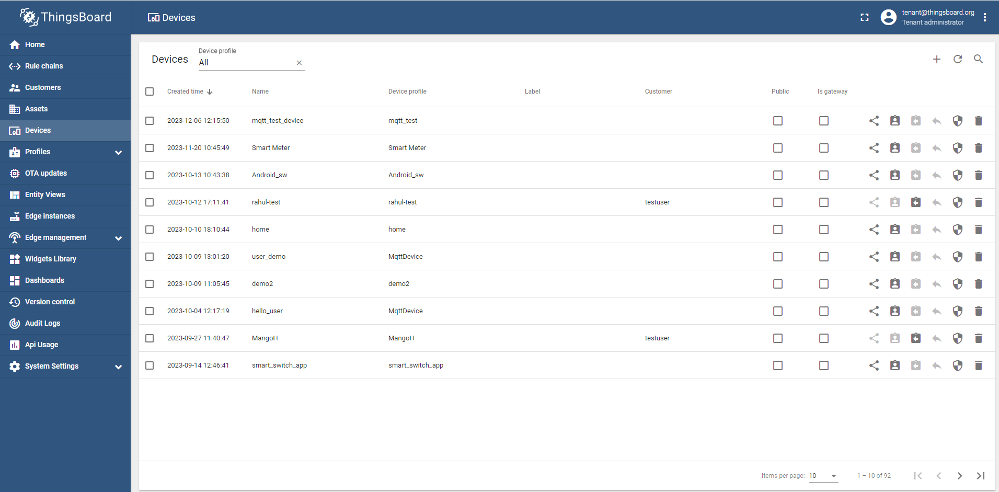 ThingsBoard
Devices
tenant@thingsboard.org
Tenant administrator
Home
Rule chains
Customers
Assets
Devices
Profiles
OTA updates
Entity Views
Edge instances
Edge management
Widgets Library
Dashboards
Version control
Audit Logs
Api Usage
System Settings
Devices
Device profile
All
Created time Name Device profile Label Customer Public Is gateway
2023-12-06 12:15:50 mqtt_test_device mqtt_test
2023-11-20 10:45:49 Smart Meter Smart Meter
2023-10-13 10:43:38 Android_sw Android_sw
2023-10-12 17:11:41 rahul-test rahul-test testuser
2023-10-10 18:10:44 home home
2023-10-09 13:01:20 user_demo MqttDevice
2023-10-09 11:05:45 demo2 demo2
2023-10-04 12:17:19 hello_user MqttDevice
2023-09-27 11:40:47 MangoH MangoH testuser
2023-09-14 12:46:41 smart_switch_app smart_switch_app
Items per page: 10 1 – 10 of 92